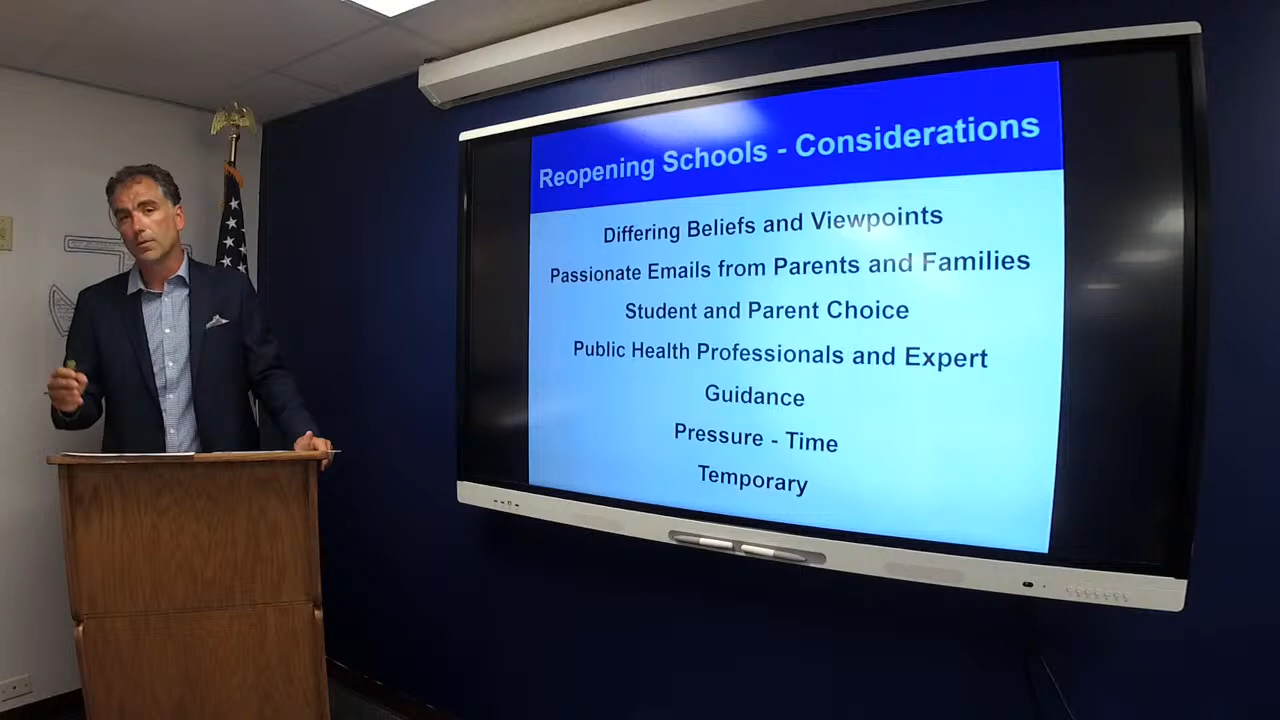 Reopening Schools - Considerations
Differing Beliefs and Viewpoints
Passionate Emails from Parents and Families
Student and Parent Choice
Public Health Professionals and Expert
Guidance
Pressure - Time
Temporary